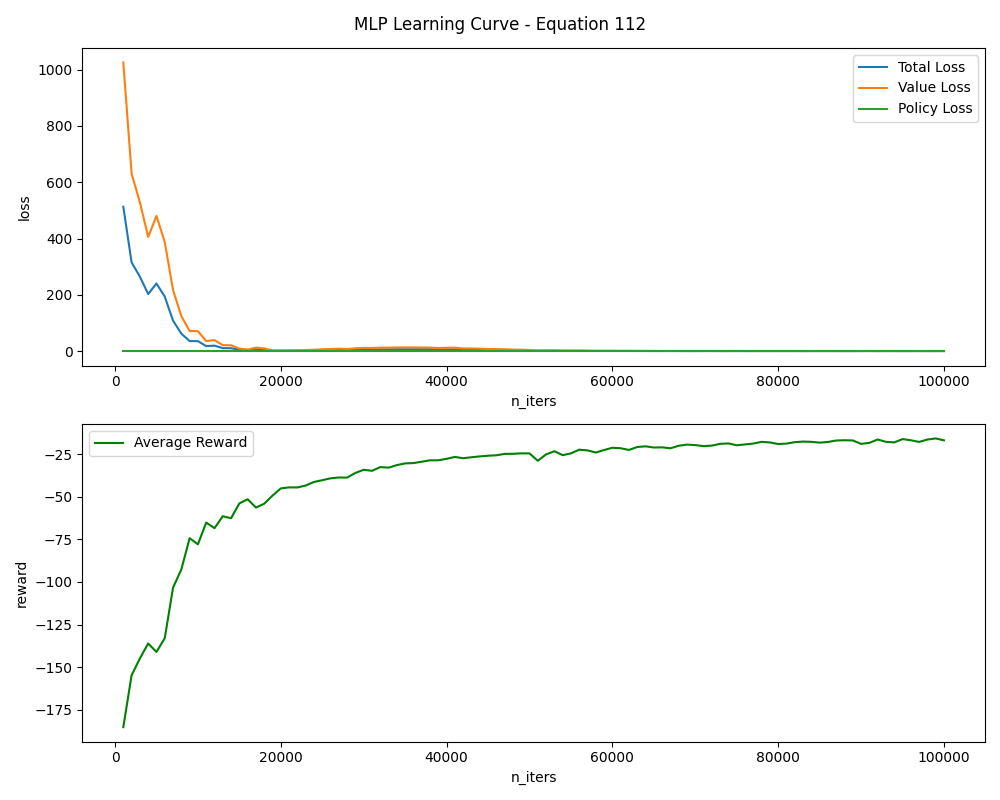 MLP Learning Curve - Equation 112
Total Loss
Value Loss
Policy Loss
1000
800
600
400
200
0
loss
0 20000 40000 60000 80000 100000
n_iters
Average Reward
−25
−50
−75
−100
−125
−150
−175
reward
0 20000 40000 60000 80000 100000
n_iters